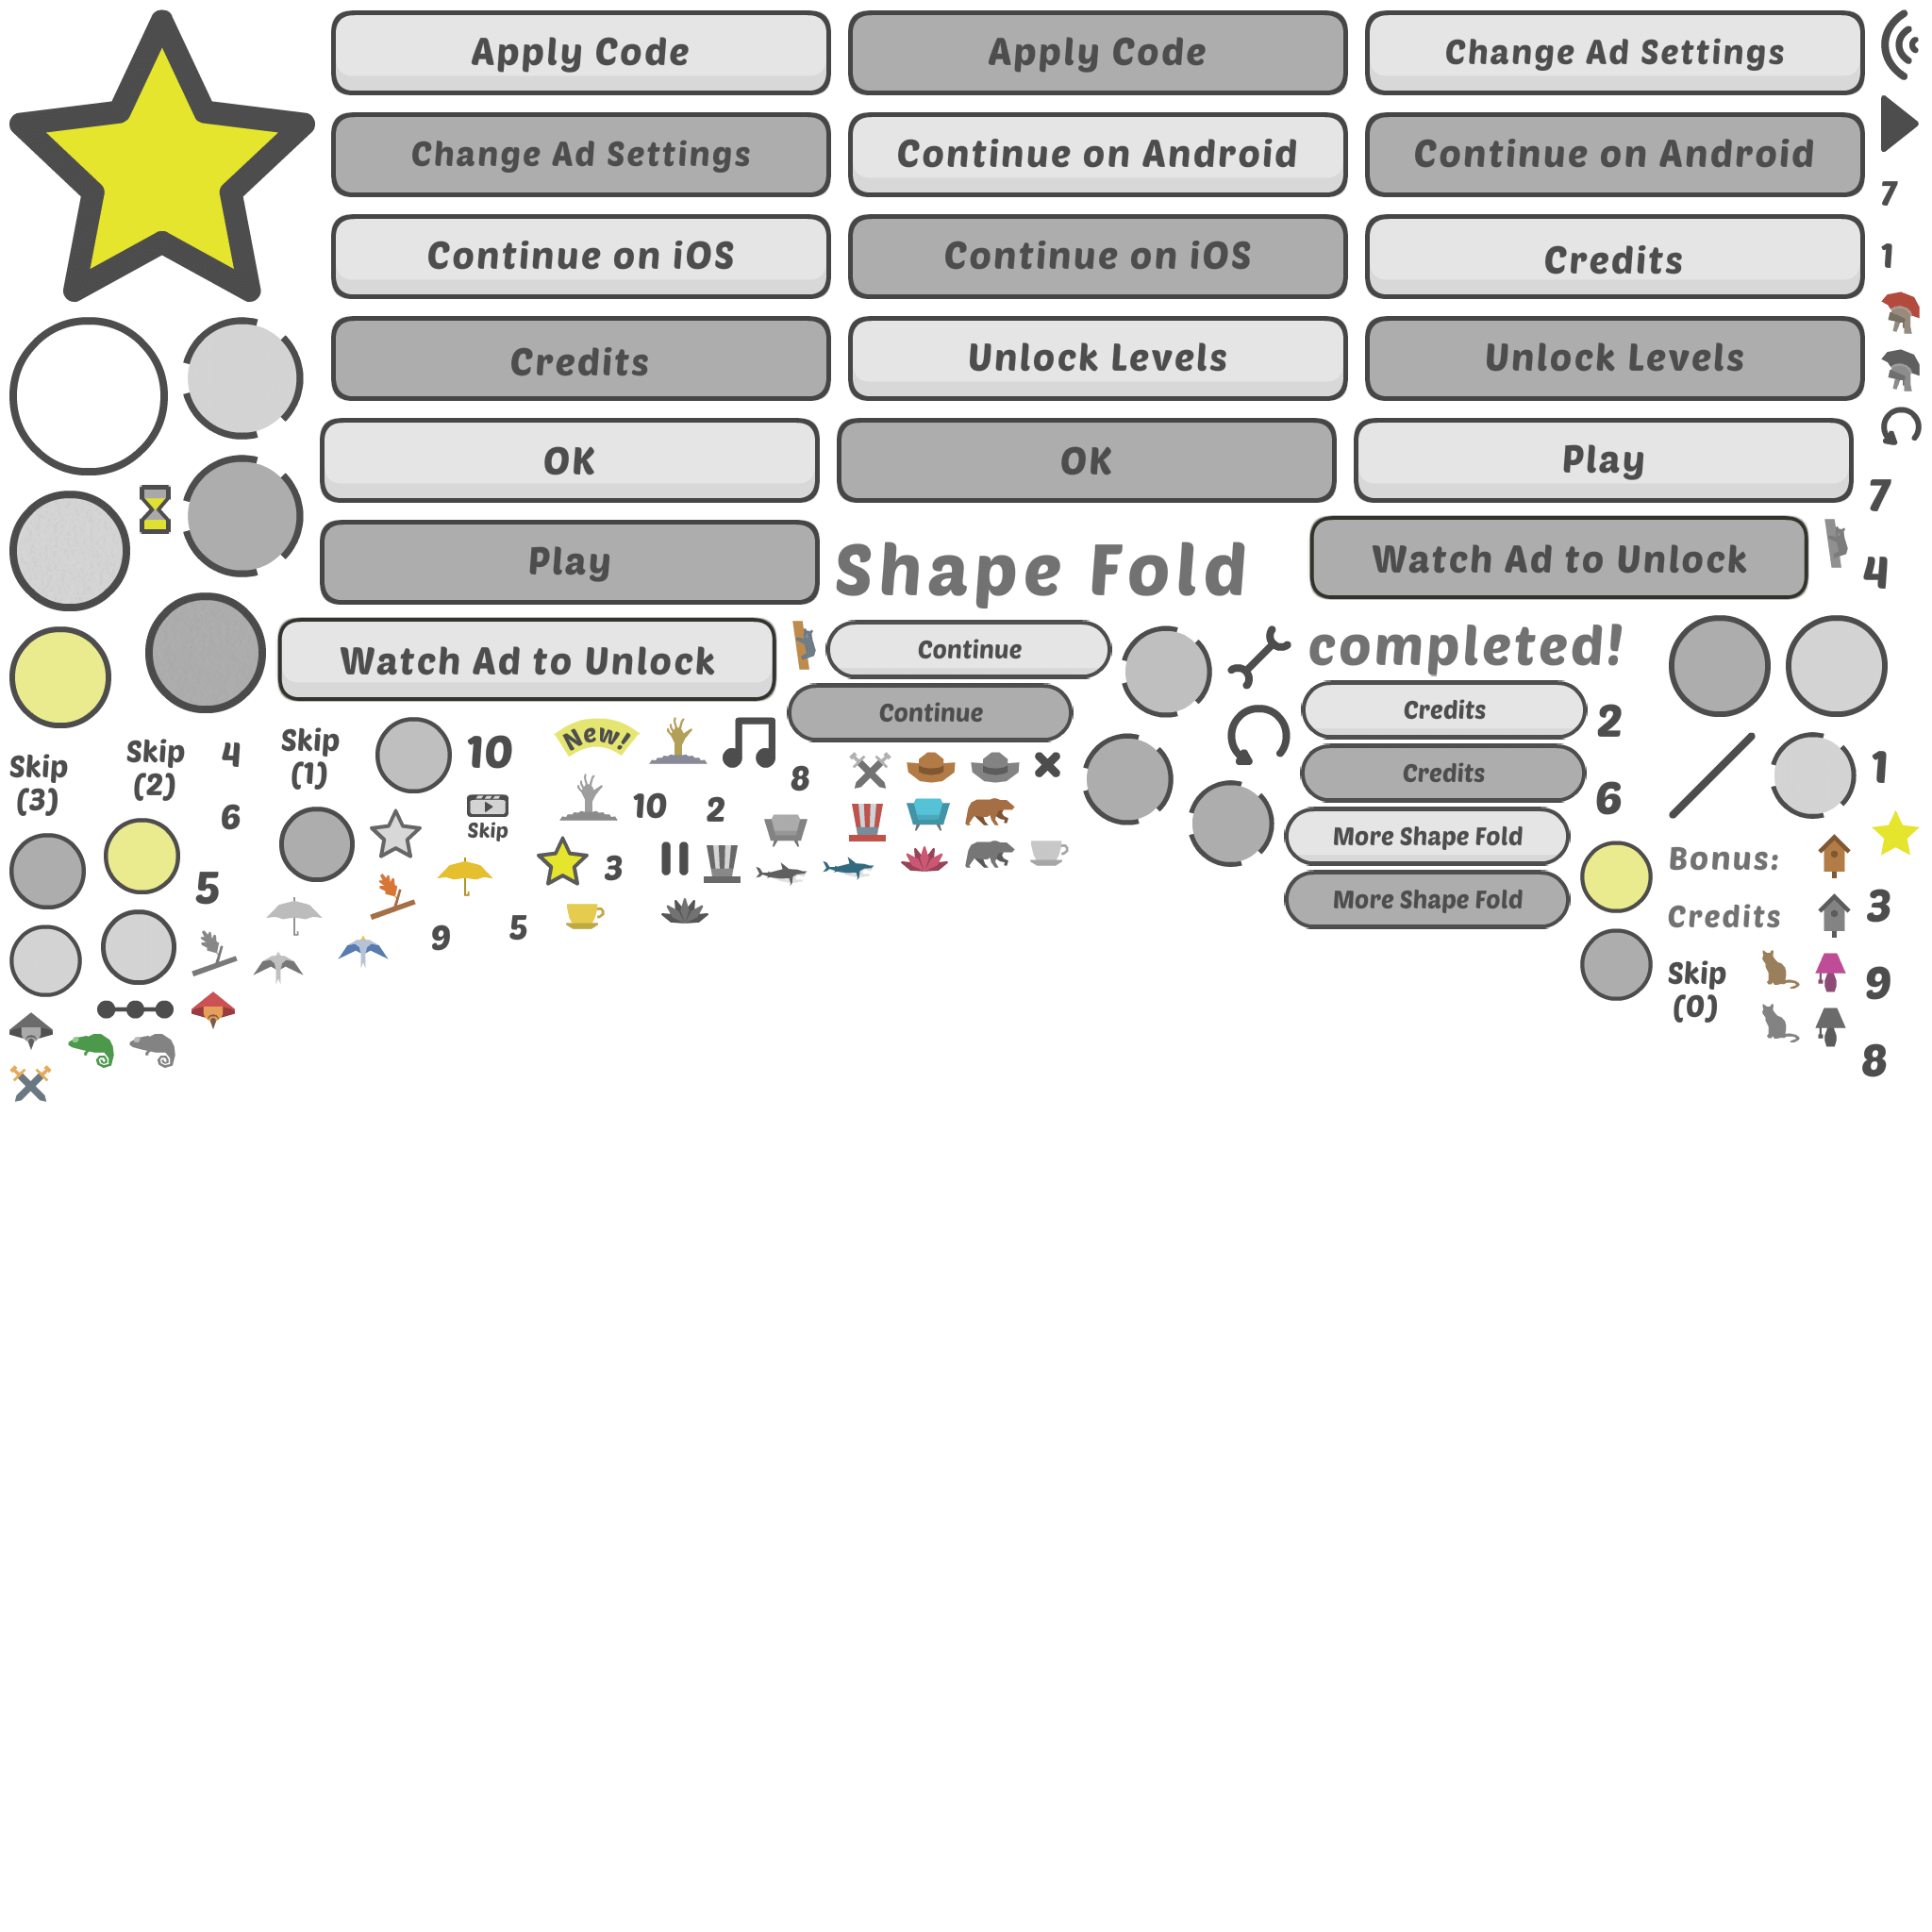 Apply Code
Apply Code
Change Ad Settings
Change Ad Settings
Continue on Android
Continue on Android
7
Continue on iOS
Continue on iOS
Credits
1
Credits
Unlock Levels
Unlock Levels
OK
OK
Play
7
Play
Shape Fold
Watch Ad to Unlock
4
Watch Ad to Unlock
Continue
completed!
Continue
Credits
2
Skip
(3)
Skip
(2)
4
Skip
(1)
10
New!
8
Credits
1
6
Skip
10
2
6
More Shape Fold
5
3
Bonus:
More Shape Fold
3
9
5
Credits
Skip
(0)
9
8